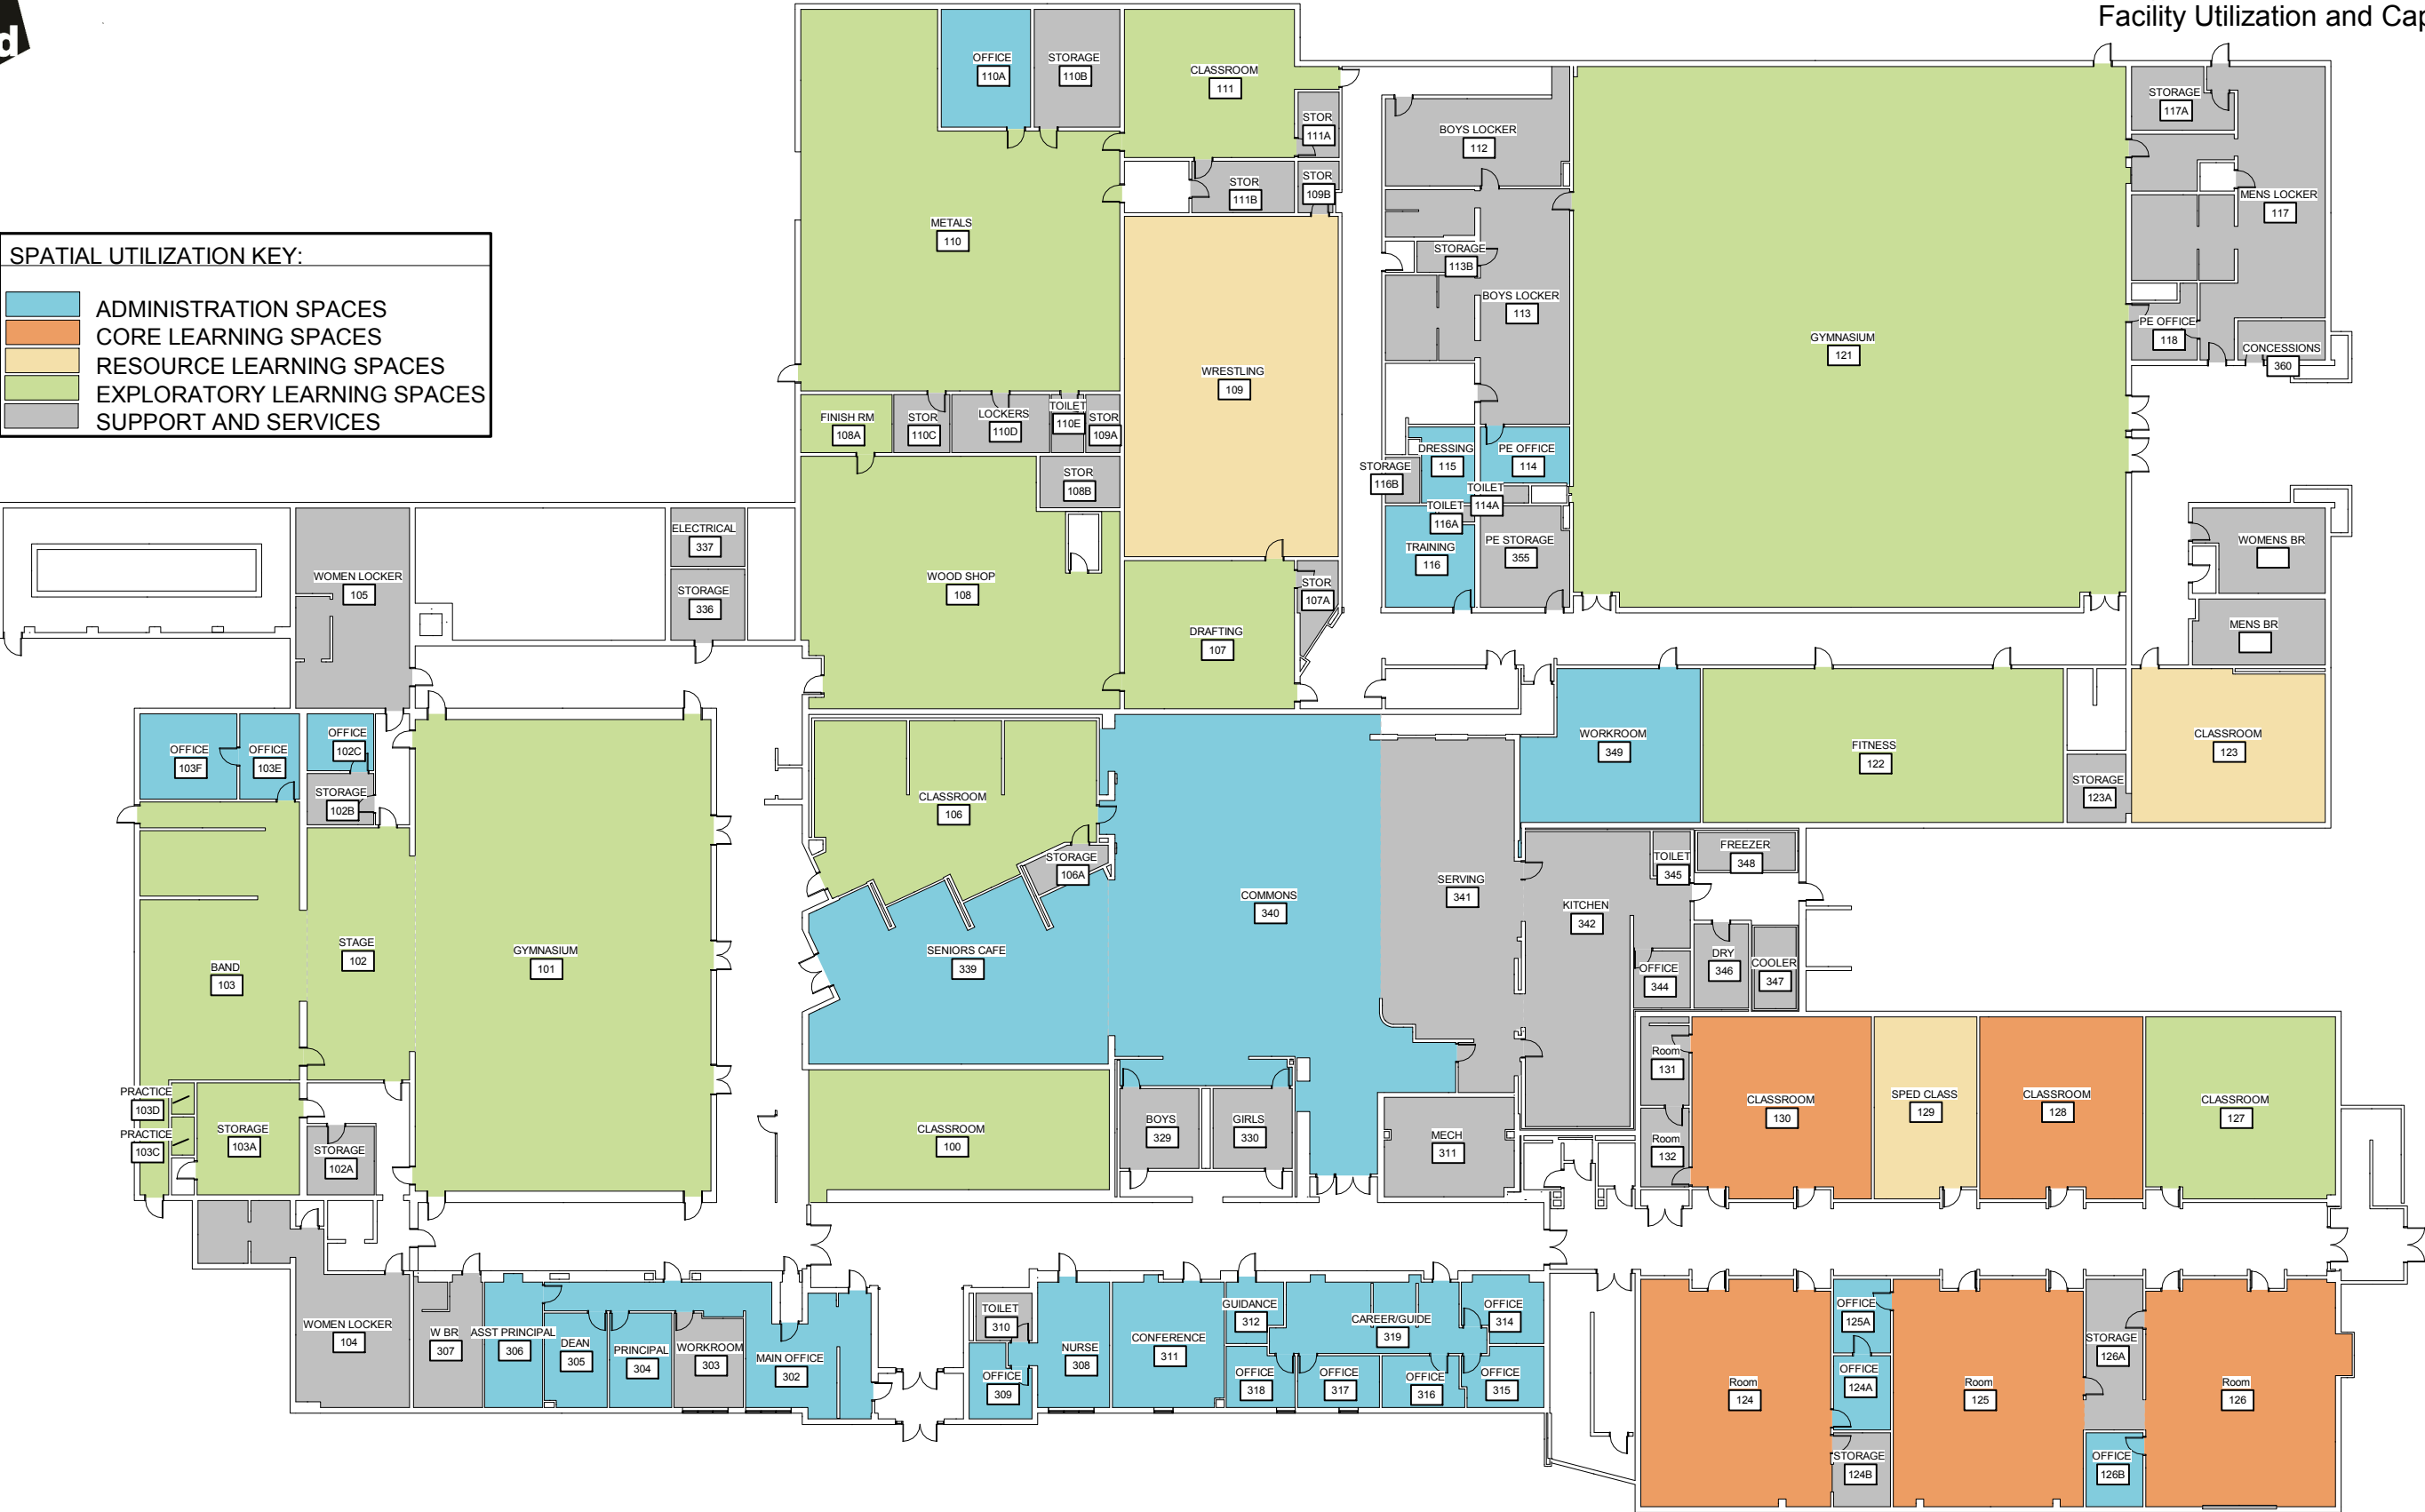 d
Facility Utilization and Cap
SPATIAL UTILIZATION KEY:
ADMINISTRATION SPACES
CORE LEARNING SPACES
RESOURCE LEARNING SPACES
EXPLORATORY LEARNING SPACES
SUPPORT AND SERVICES
OFFICE
110A
STORAGE
110B
CLASSROOM
111
STOR
111A
STOR
111B
STOR
109B
METALS
110
WRESTLING
109
FINISH RM
108A
STOR
110C
LOCKERS
110D
TOILET
110E
STOR
109A
STOR
108B
WOOD SHOP
108
DRAFTING
107
STOR
107A
BOYS LOCKER
112
STORAGE
113B
BOYS LOCKER
113
DRESSING
115
PE OFFICE
114
STORAGE
116B
TOILET
114A
TOILET
116A
TRAINING
116
PE STORAGE
355
GYMNASIUM
121
STORAGE
117A
MENS LOCKER
117
PE OFFICE
118
CONCESSIONS
360
WOMENS BR
MENS BR
ELECTRICAL
337
STORAGE
336
WOMEN LOCKER
105
OFFICE
103F
OFFICE
103E
OFFICE
102C
STORAGE
102B
BAND
103
STAGE
102
GYMNASIUM
101
PRACTICE
103D
PRACTICE
103C
STORAGE
103A
STORAGE
102A
CLASSROOM
106
STORAGE
106A
SENIORS CAFE
339
COMMONS
340
SERVING
341
WORKROOM
349
FITNESS
122
STORAGE
123A
CLASSROOM
123
KITCHEN
342
TOILET
345
FREEZER
348
OFFICE
344
DRY
346
COOLER
347
CLASSROOM
100
BOYS
329
GIRLS
330
MECH
311
Room
131
Room
132
CLASSROOM
130
SPED CLASS
129
CLASSROOM
128
CLASSROOM
127
WOMEN LOCKER
104
W BR
307
ASST PRINCIPAL
306
DEAN
305
PRINCIPAL
304
WORKROOM
303
MAIN OFFICE
302
TOILET
310
OFFICE
309
NURSE
308
CONFERENCE
311
GUIDANCE
312
CAREER/GUIDE
319
OFFICE
314
OFFICE
318
OFFICE
317
OFFICE
316
OFFICE
315
Room
124
OFFICE
125A
OFFICE
124A
STORAGE
124B
Room
125
STORAGE
126A
OFFICE
126B
Room
126